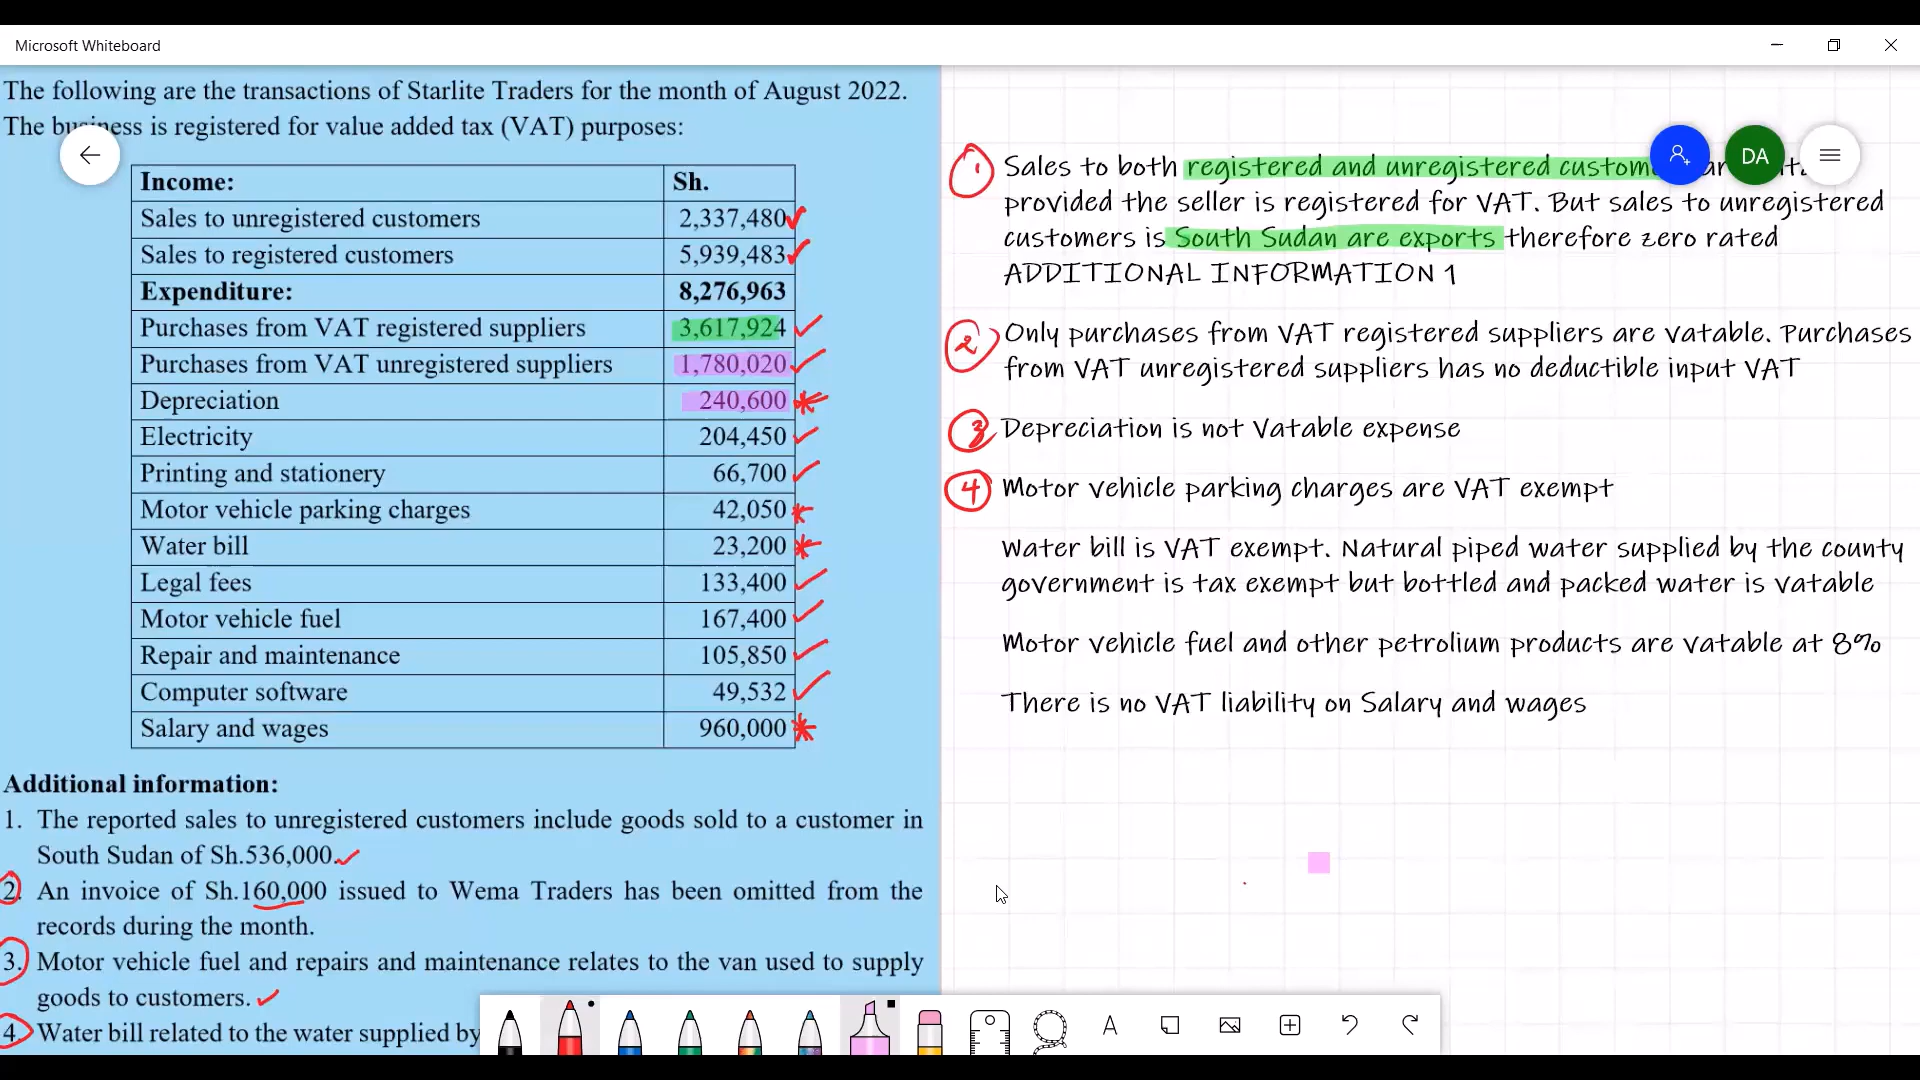 Microsoft Whiteboard
The following are the transactions of Starlite Traders for the month of August 2022.
The business is registered for value added tax (VAT) purposes:
Income: Sh.
Sales to unregistered customers 2,337,480
Sales to registered customers 5,939,483
Expenditure: 8,276,963
Purchases from VAT registered suppliers 3,617,924
Purchases from VAT unregistered suppliers 1,780,020
Depreciation 240,600
Electricity 204,450
Printing and stationery 66,700
Motor vehicle parking charges 42,050
Water bill 23,200
Legal fees 133,400
Motor vehicle fuel 167,400
Repair and maintenance 105,850
Computer software 49,532
Salary and wages 960,000
Additional information:
1. The reported sales to unregistered customers include goods sold to a customer in
South Sudan of Sh.536,000.
2. An invoice of Sh.160,000 issued to Wema Traders has been omitted from the
records during the month.
3. Motor vehicle fuel and repairs and maintenance relates to the van used to supply
goods to customers.
4. Water bill related to the water supplied by
DA
1 Sales to both registered and unregistered
provided the seller is registered for VAT. But sales to unregistered
customers is South Sudan are exports therefore zero rated
ADDITIONAL INFORMATION 1
2 Only purchases from VAT registered suppliers are vatable. Purchases
from VAT unregistered suppliers has no deductible input VAT
3 Depreciation is not Vatable expense
4 Motor vehicle parking charges are VAT exempt
Water bill is VAT exempt. Natural piped water supplied by the county
government is tax exempt but bottled and packed water is vatable
Motor vehicle fuel and other petrolium products are vatable at 8%
There is no VAT liability on Salary and wages
A